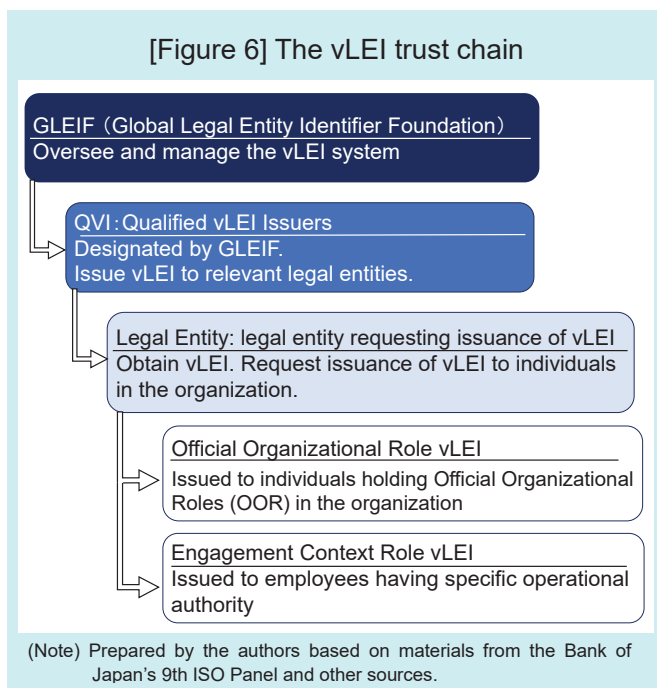 [Figure 6] The vLEI trust chain
GLEIF（Global Legal Entity Identifier Foundation）
Oversee and manage the vLEI system
QVI：Qualified vLEI Issuers
Designated by GLEIF.
Issue vLEI to relevant legal entities.
Legal Entity: legal entity requesting issuance of vLEI
Obtain vLEI. Request issuance of vLEI to individuals
in the organization.
Official Organizational Role vLEI
Issued to individuals holding Official Organizational
Roles (OOR) in the organization
Engagement Context Role vLEI
Issued to employees having specific operational
authority
(Note) Prepared by the authors based on materials from the Bank of
Japan's 9th ISO Panel and other sources.